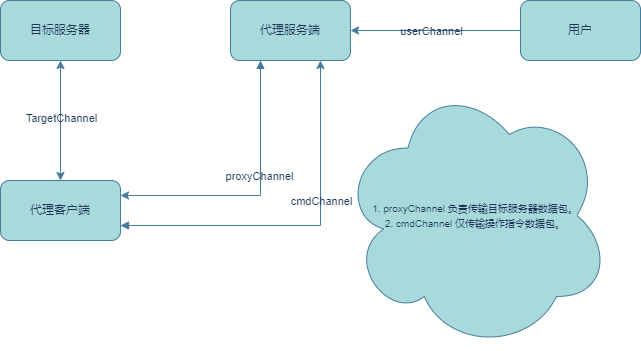 目标服务器
代理服务端
用户
userChannel
TargetChannel
proxyChannel
cmdChannel
代理客户端
1. proxyChannel 负责传输目标服务器数据包。
2. cmdChannel 仅传输操作指令数据包。